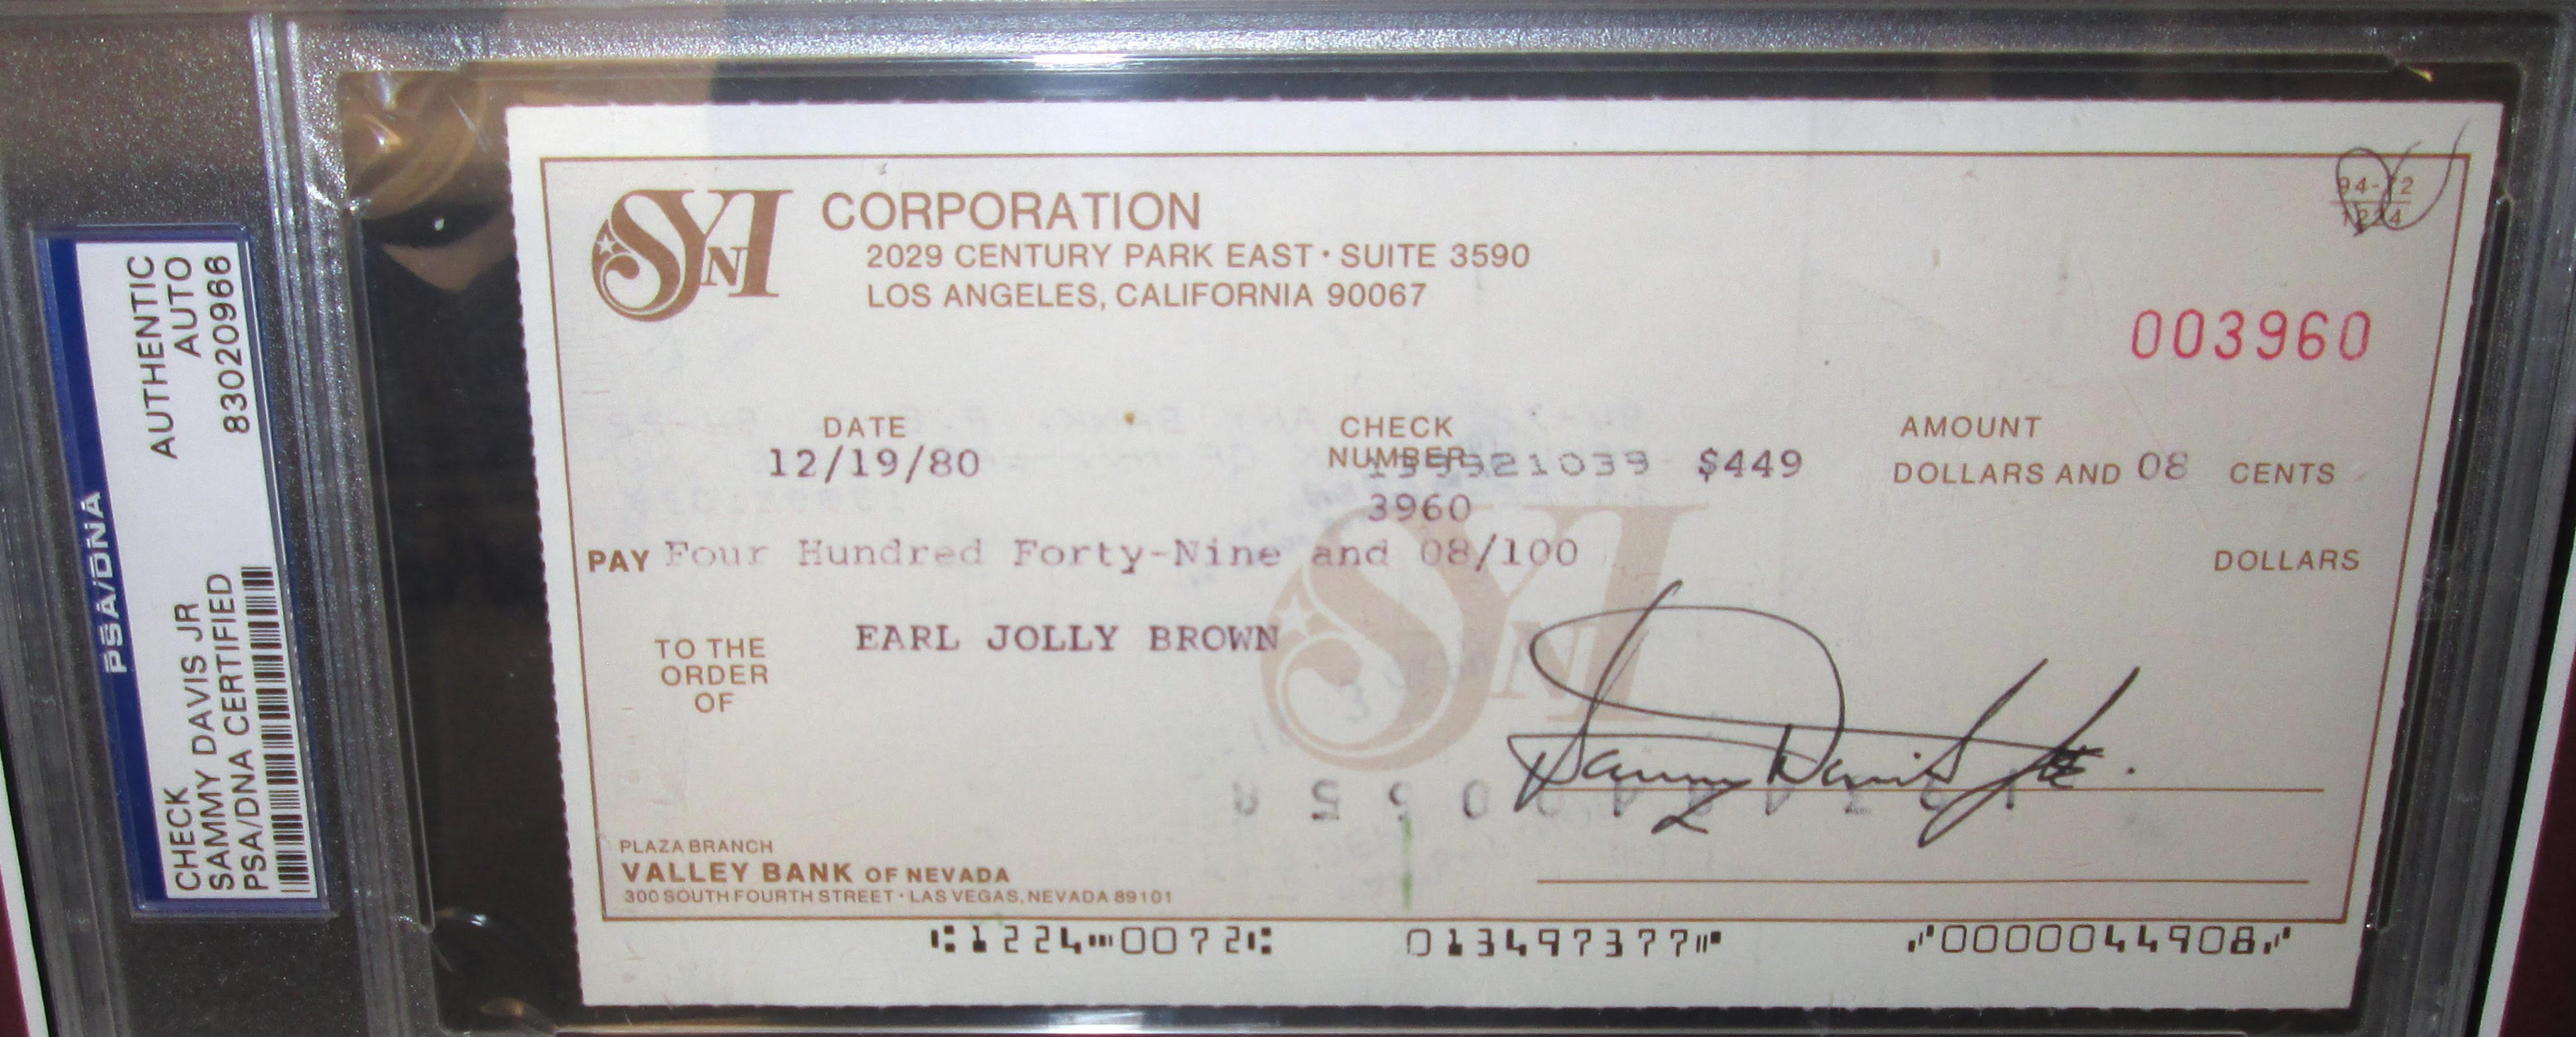 PSA/DNA
CHECK AUTHENTIC
SAMMY DAVIS JR AUTO
PSA/DNA CERTIFIED 83020966
SYNI CORPORATION
2029 CENTURY PARK EAST · SUITE 3590
LOS ANGELES, CALIFORNIA 90067
94-72
1224
003960
DATE CHECK AMOUNT
12/19/80 NUMBER $449 DOLLARS AND 08 CENTS
3960
PAY Four Hundred Forty-Nine and 08/100 DOLLARS
TO THE EARL JOLLY BROWN
ORDER
OF
SYNI
Sammy Davis Jr.
PLAZA BRANCH
VALLEY BANK OF NEVADA
300 SOUTH FOURTH STREET · LAS VEGAS, NEVADA 89101
⑆1224⑉0072⑆ 013497377⑈ ⑇0000044908⑇